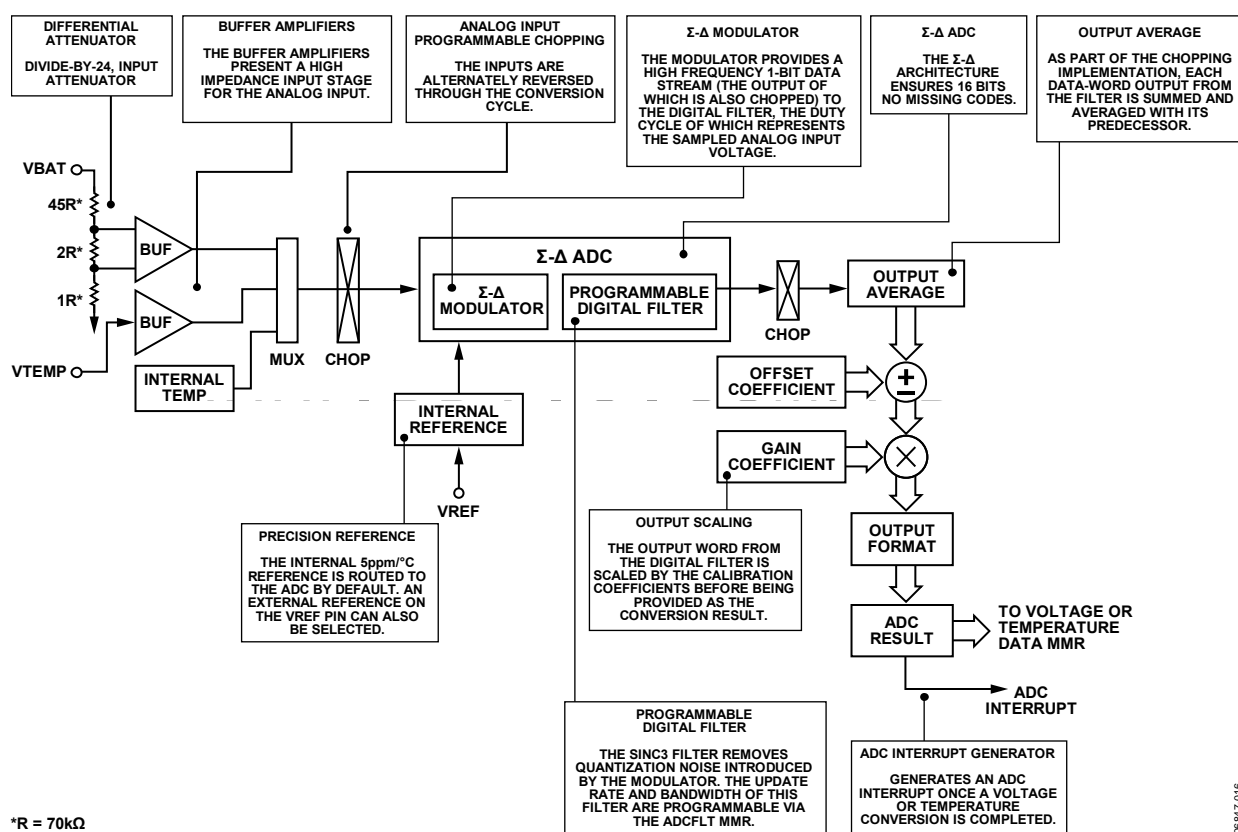 DIFFERENTIAL
ATTENUATOR
DIVIDE-BY-24, INPUT
ATTENUATOR
BUFFER AMPLIFIERS
THE BUFFER AMPLIFIERS
PRESENT A HIGH
IMPEDANCE INPUT STAGE
FOR THE ANALOG INPUT.
ANALOG INPUT
PROGRAMMABLE CHOPPING
THE INPUTS ARE
ALTERNATELY REVERSED
THROUGH THE CONVERSION
CYCLE.
Σ-Δ MODULATOR
THE MODULATOR PROVIDES A
HIGH FREQUENCY 1-BIT DATA
STREAM (THE OUTPUT OF
WHICH IS ALSO CHOPPED) TO
THE DIGITAL FILTER, THE DUTY
CYCLE OF WHICH REPRESENTS
THE SAMPLED ANALOG INPUT
VOLTAGE.
Σ-Δ ADC
THE Σ-Δ
ARCHITECTURE
ENSURES 16 BITS
NO MISSING CODES.
OUTPUT AVERAGE
AS PART OF THE CHOPPING
IMPLEMENTATION, EACH
DATA-WORD OUTPUT FROM
THE FILTER IS SUMMED AND
AVERAGED WITH ITS
PREDECESSOR.
VBAT
45R*
2R*
1R*
VTEMP
BUF
BUF
INTERNAL
TEMP
MUX
CHOP
Σ-Δ ADC
Σ-Δ
MODULATOR
PROGRAMMABLE
DIGITAL FILTER
CHOP
OUTPUT
AVERAGE
OFFSET
COEFFICIENT
+
−
INTERNAL
REFERENCE
VREF
GAIN
COEFFICIENT
×
OUTPUT
FORMAT
ADC
RESULT
TO VOLTAGE OR
TEMPERATURE
DATA MMR
ADC
INTERRUPT
PRECISION REFERENCE
THE INTERNAL 5ppm/°C
REFERENCE IS ROUTED TO
THE ADC BY DEFAULT. AN
EXTERNAL REFERENCE ON
THE VREF PIN CAN ALSO
BE SELECTED.
OUTPUT SCALING
THE OUTPUT WORD FROM
THE DIGITAL FILTER IS
SCALED BY THE CALIBRATION
COEFFICIENTS BEFORE BEING
PROVIDED AS THE
CONVERSION RESULT.
PROGRAMMABLE
DIGITAL FILTER
THE SINC3 FILTER REMOVES
QUANTIZATION NOISE INTRODUCED
BY THE MODULATOR. THE UPDATE
RATE AND BANDWIDTH OF THIS
FILTER ARE PROGRAMMABLE VIA
THE ADCFLT MMR.
ADC INTERRUPT GENERATOR
GENERATES AN ADC
INTERRUPT ONCE A VOLTAGE
OR TEMPERATURE
CONVERSION IS COMPLETED.
*R = 70kΩ